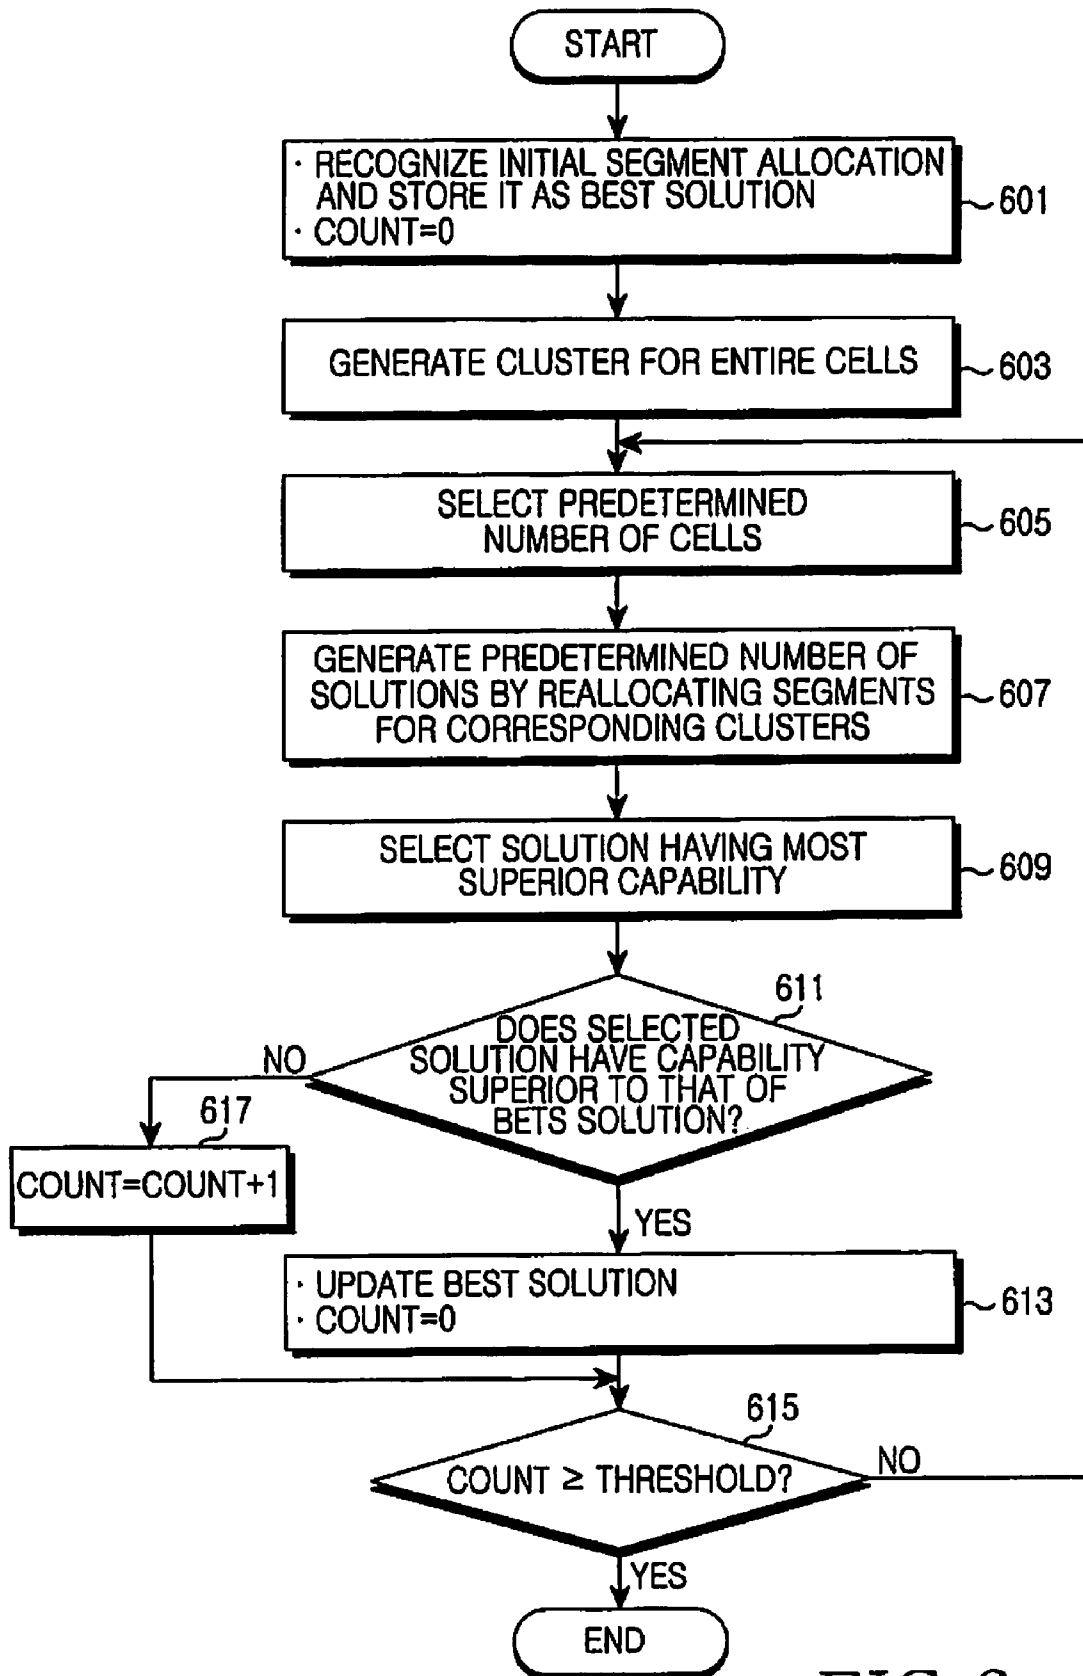 START
· RECOGNIZE INITIAL SEGMENT ALLOCATION
AND STORE IT AS BEST SOLUTION
· COUNT=0
601
GENERATE CLUSTER FOR ENTIRE CELLS
603
SELECT PREDETERMINED
NUMBER OF CELLS
605
GENERATE PREDETERMINED NUMBER OF
SOLUTIONS BY REALLOCATING SEGMENTS
FOR CORRESPONDING CLUSTERS
607
SELECT SOLUTION HAVING MOST
SUPERIOR CAPABILITY
609
611
DOES SELECTED
SOLUTION HAVE CAPABILITY
SUPERIOR TO THAT OF
BETS SOLUTION?
NO
617
COUNT=COUNT+1
YES
· UPDATE BEST SOLUTION
· COUNT=0
613
615
COUNT ≥ THRESHOLD?
NO
YES
END